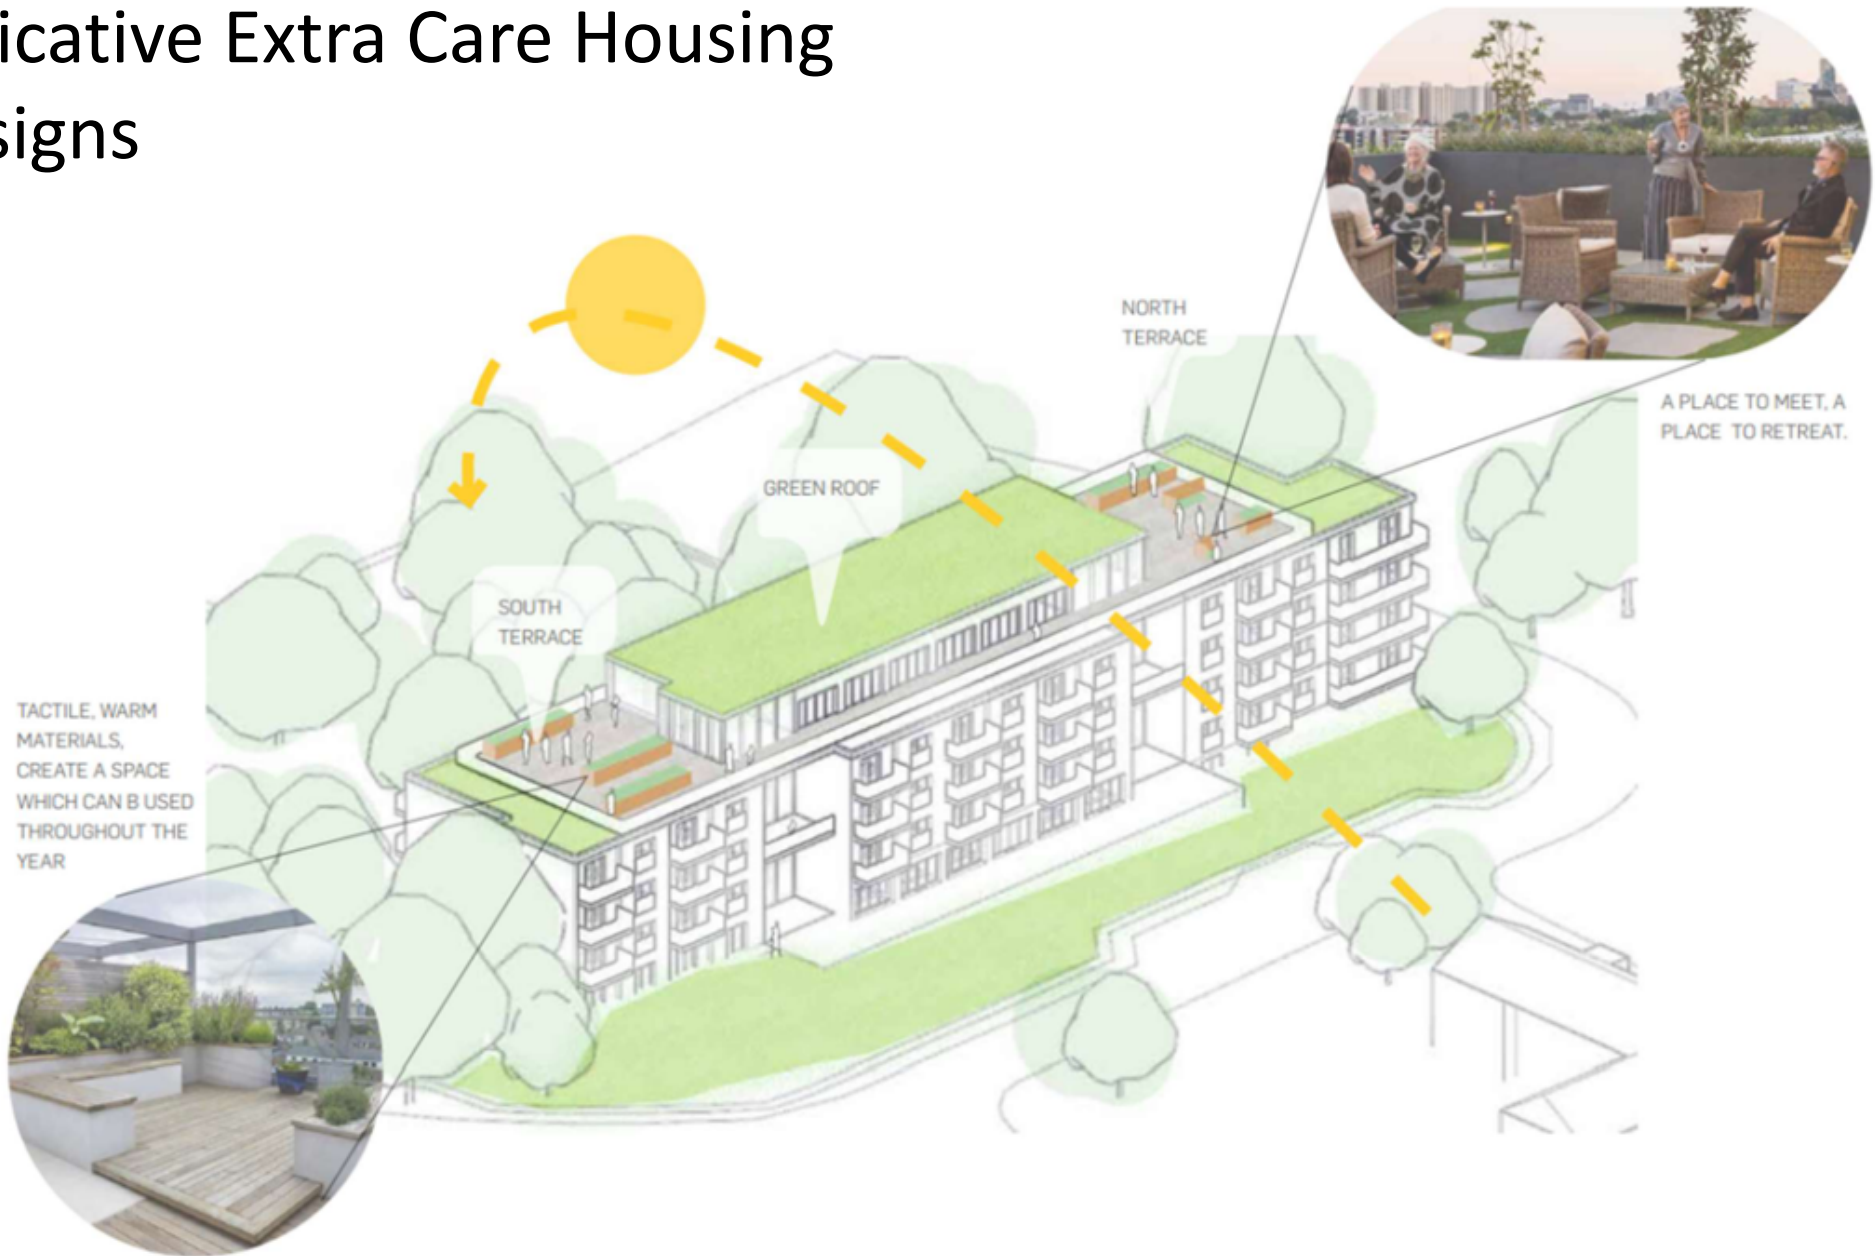 icative Extra Care Housing
signs
NORTH
TERRACE
A PLACE TO MEET, A
PLACE TO RETREAT.
GREEN ROOF
SOUTH
TERRACE
TACTILE, WARM
MATERIALS,
CREATE A SPACE
WHICH CAN B USED
THROUGHOUT THE
YEAR